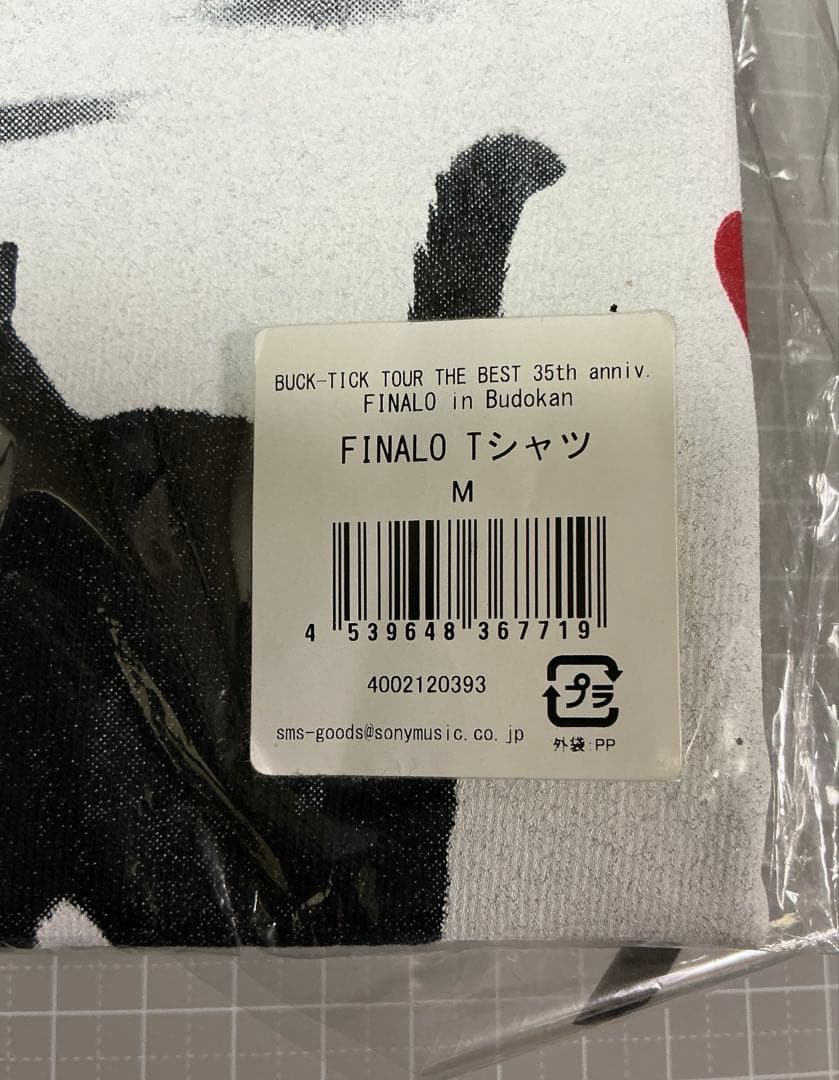 BUCK-TICK TOUR THE BEST 35th anniv.
FINALO in Budokan
FINALO Tシャツ
M
4 539648 367719
4002120393
プラ
sms-goods@sonymusic.co.jp
外袋:PP